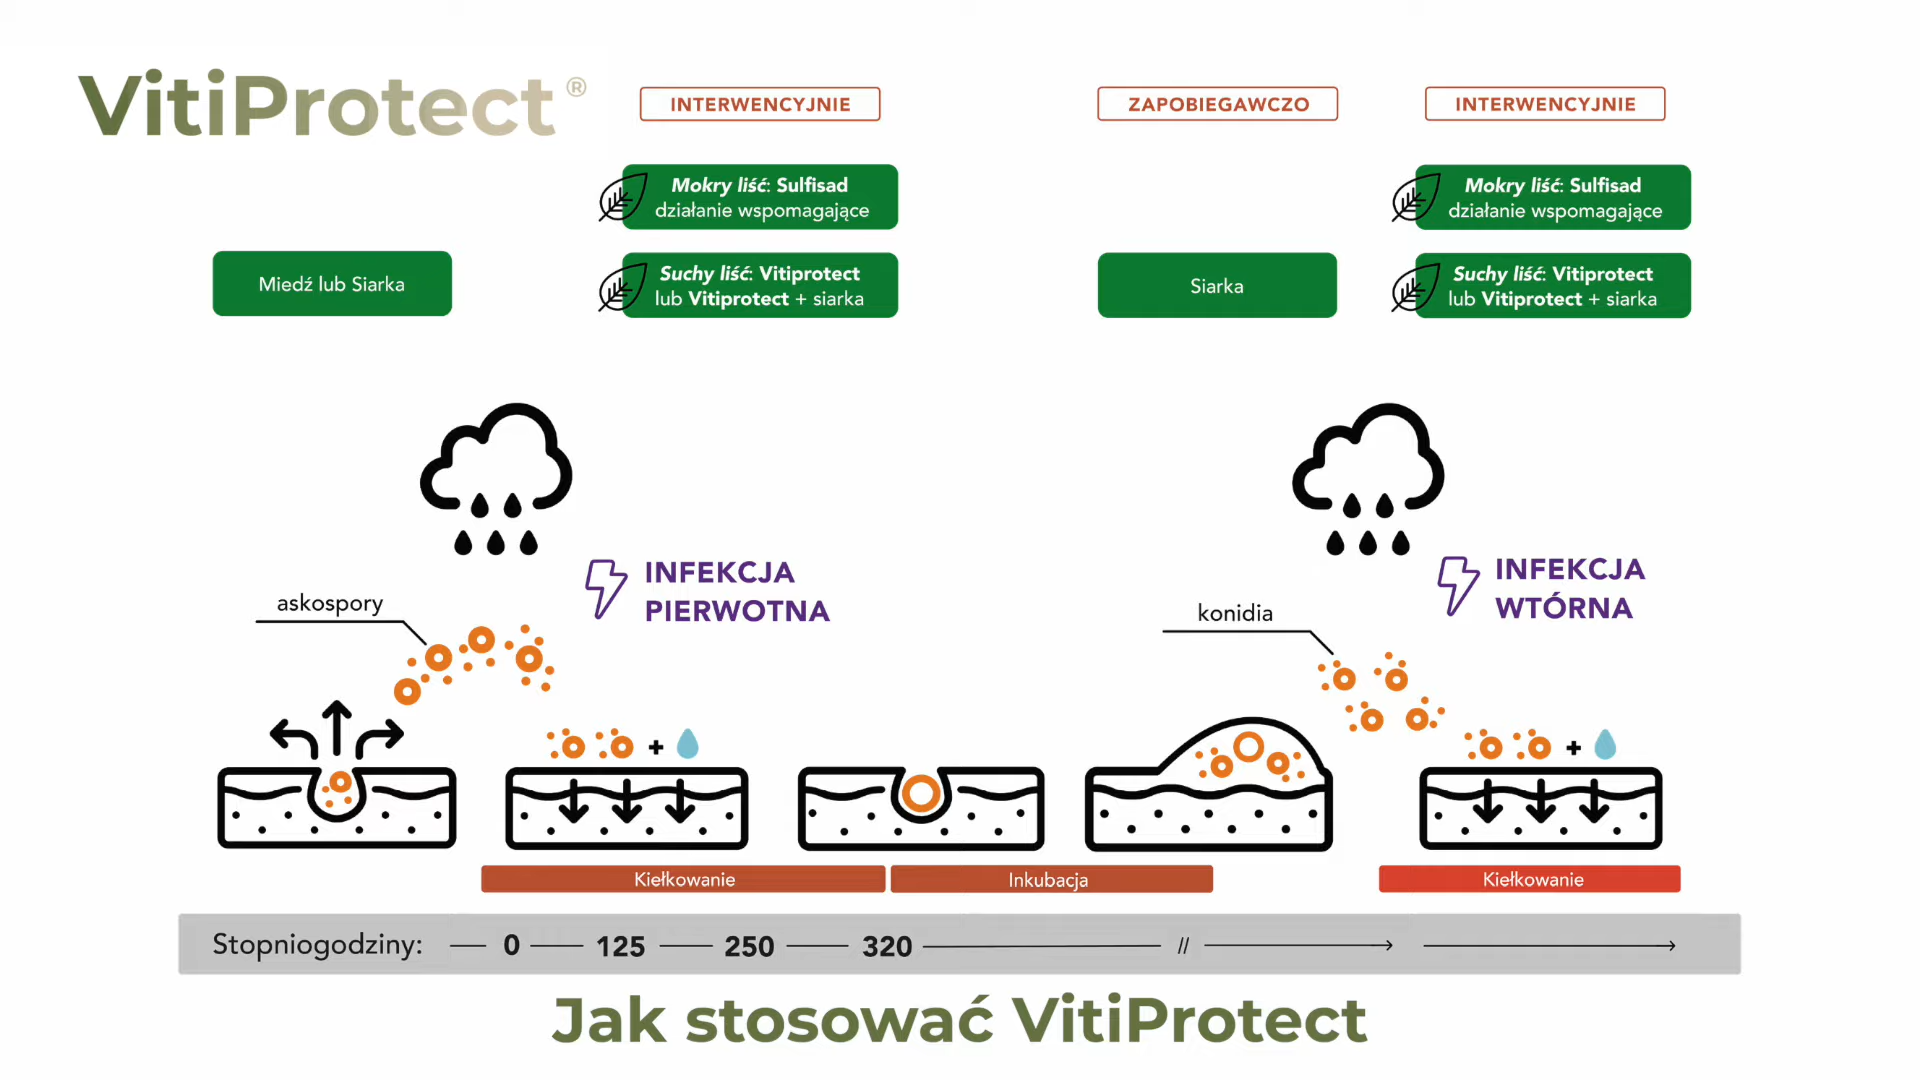 VitiProtect®
INTERWENCYJNIE
ZAPOBIEGAWCZO
INTERWENCYJNIE
Mokry liść: Sulfisad
działanie wspomagające
Mokry liść: Sulfisad
działanie wspomagające
Miedź lub Siarka
Suchy liść: Vitiprotect
lub Vitiprotect + siarka
Siarka
Suchy liść: Vitiprotect
lub Vitiprotect + siarka
INFEKCJA
PIERWOTNA
INFEKCJA
WTÓRNA
askospory
konidia
+
+
Kiełkowanie
Inkubacja
Kiełkowanie
Stopniogodziny: — 0 — 125 — 250 — 320 — //
Jak stosować VitiProtect